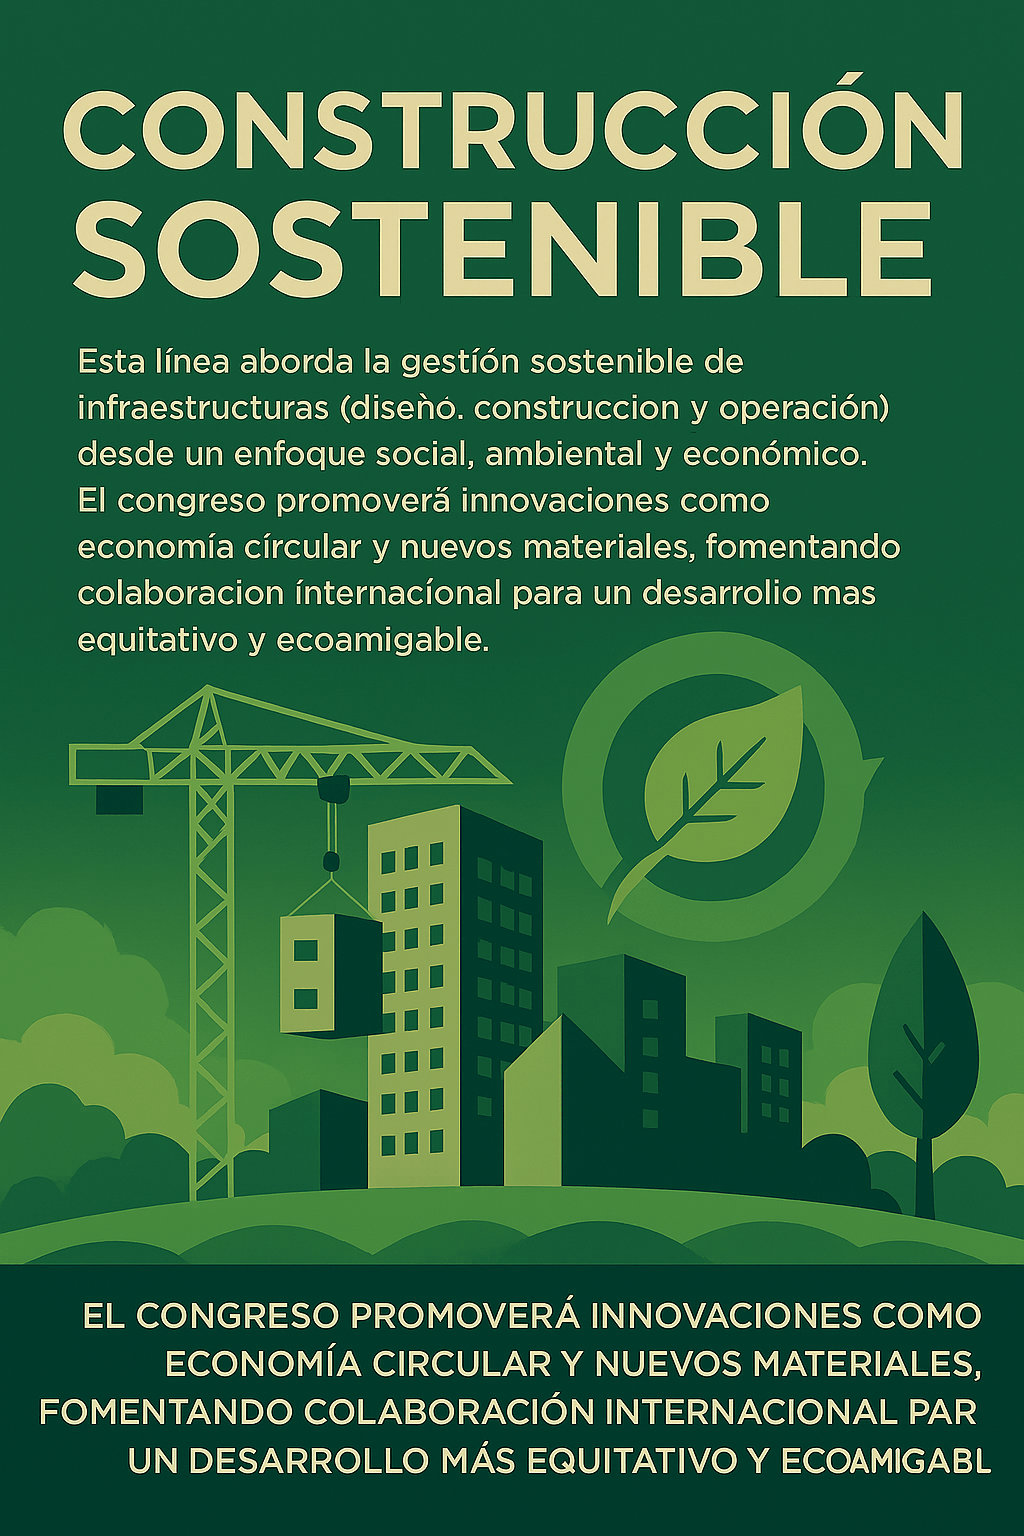 CONSTRUCCIÓN
SOSTENIBLE
Esta línea aborda la gestíón sostenible de
infraestructuras (diseǹó. construccion y operación)
desde un enfoque social, ambiental y económico.
El congreso promoverá̋ innovaciones como
economía círcular y nuevos materiales, fomentando
colaboracion ínternacíonal para un desarrolio mas
equitativo y ecoamigable.
EL CONGRESO PROMOVERÁ INNOVACIONES COMO
ECONOMÍA CIRCULAR Y NUEVOS MATERIALES,
FOMENTANDO COLABORACIÓN INTERNACIONAL PAR
UN DESARROLLO MÁS EQUITATIVO Y ECOAMIGABL